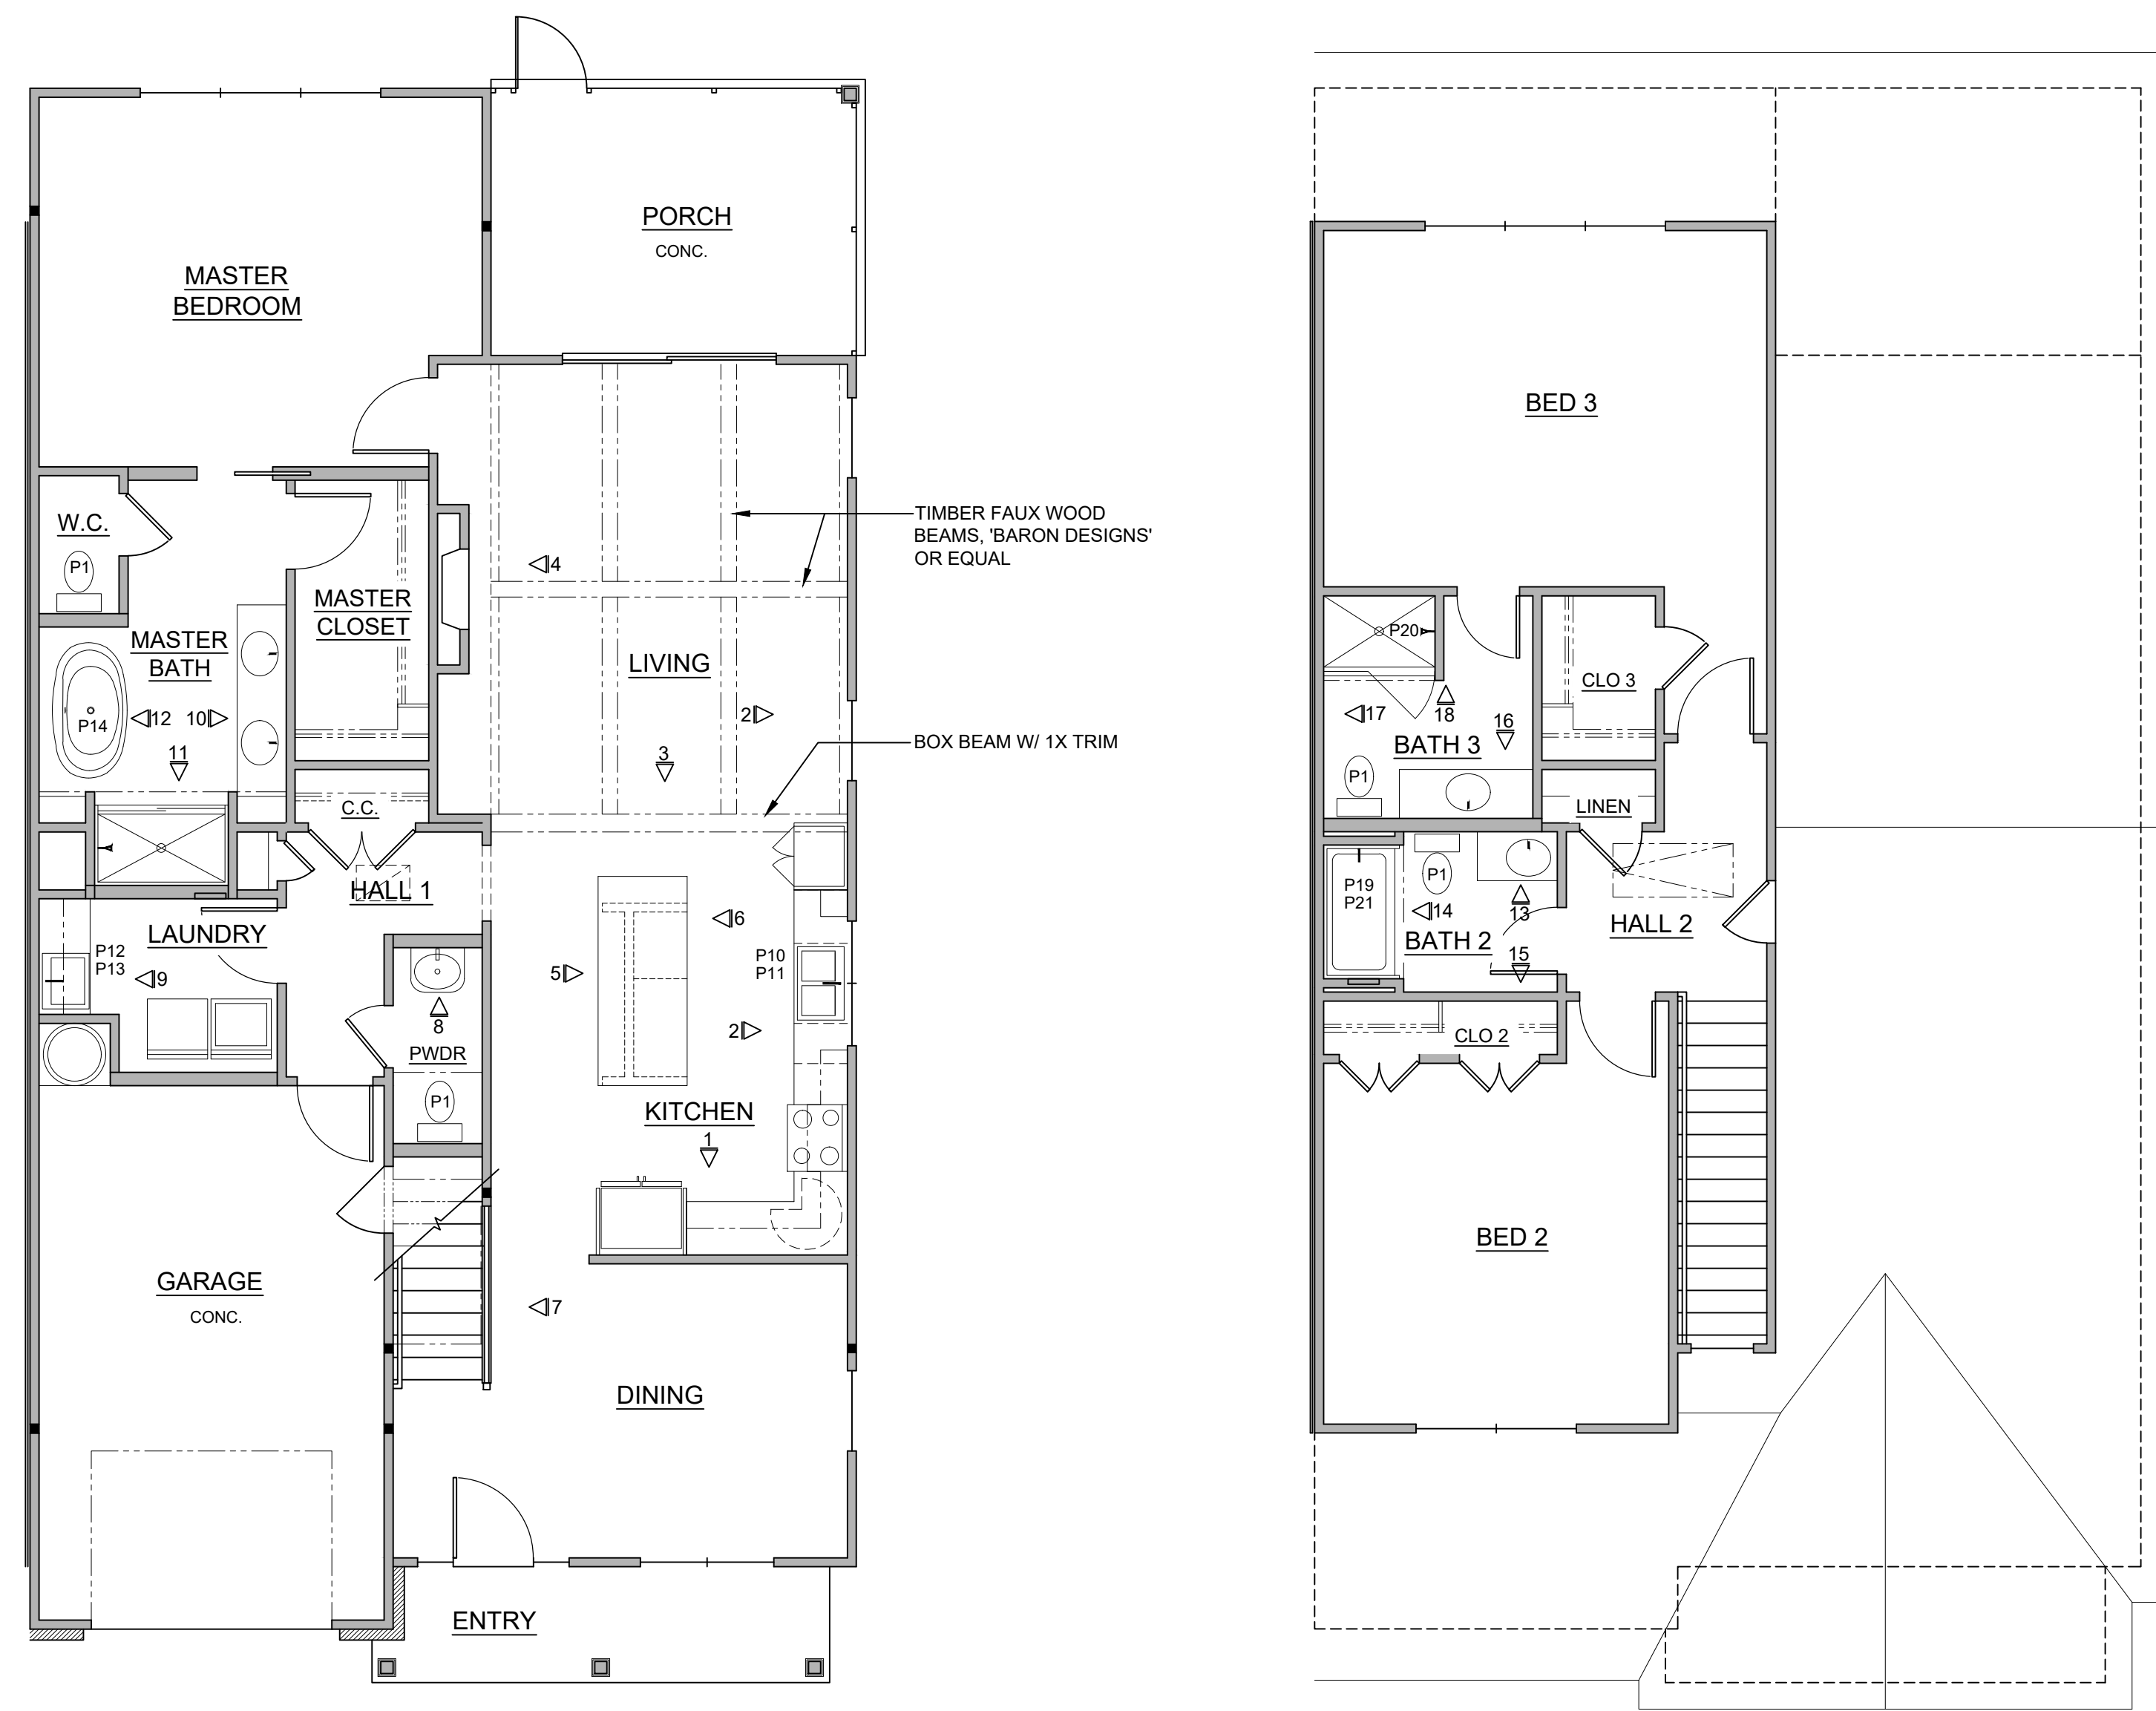 PORCH
CONC.
MASTER
BEDROOM
W.C.
P1
MASTER
CLOSET
MASTER
BATH
P14
12
10
11
4
TIMBER FAUX WOOD
BEAMS, 'BARON DESIGNS'
OR EQUAL
LIVING
2
3
BOX BEAM W/ 1X TRIM
C.C.
HALL 1
LAUNDRY
P12
P13
9
6
5
P10
P11
2
8
PWDR
P1
KITCHEN
1
GARAGE
CONC.
7
DINING
ENTRY
BED 3
P20
CLO 3
17
18
16
BATH 3
P1
LINEN
P19
P21
P1
14
13
BATH 2
15
HALL 2
CLO 2
BED 2